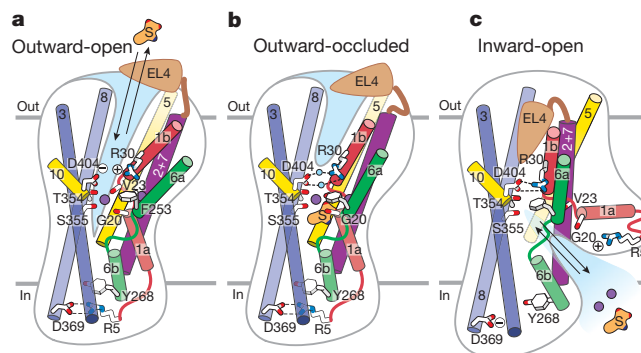 a
Outward-open
S
EL4
8
3
5
Out
1b
R30
D404
2+7
10
6a
V23
T354
F253
S355
G20
1a
6b
In
Y268
D369
R5
b
Outward-occluded
EL4
8
3
5
Out
R30
1b
D404
2+7
6a
10
T354
S355
G20
S
1a
6b
Y268
In
D369
R5
c
Inward-open
Out
EL4
5
3
1b
2+7
D404
R30
10
6a
T354
V23
1a
S355
G20
R5
6b
8
In
Y268
D369
S